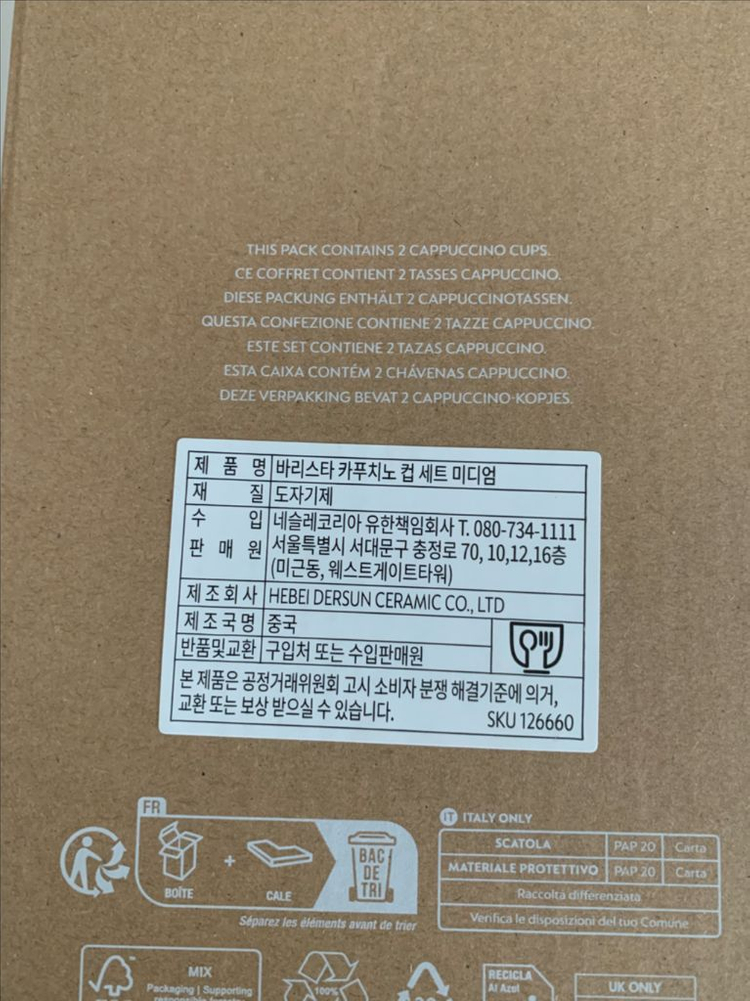 THIS PACK CONTAINS 2 CAPPUCCINO CUPS.
CE COFFRET CONTIENT 2 TASSES CAPPUCCINO.
DIESE PACKUNG ENTHÄLT 2 CAPPUCCINOTASSEN.
QUESTA CONFEZIONE CONTIENE 2 TAZZE CAPPUCCINO.
ESTE SET CONTIENE 2 TAZAS CAPPUCCINO.
ESTA CAIXA CONTÉM 2 CHÁVENAS CAPPUCCINO.
DEZE VERPAKKING BEVAT 2 CAPPUCCINO-KOPJES.
제 품 명 바리스타 카푸치노 컵 세트 미디엄
재 질 도자기제
수 입 네슬레코리아 유한책임회사 T. 080-734-1111
판 매 원 서울특별시 서대문구 충정로 70, 10,12,16층
(미근동, 웨스트게이트타워)
제조회사 HEBEI DERSUN CERAMIC CO., LTD
제조국명 중국
반품및교환 구입처 또는 수입판매원
본 제품은 공정거래위원회 고시 소비자 분쟁 해결기준에 의거,
교환 또는 보상 받으실 수 있습니다. SKU 126660
FR
BOÎTE + CALE
BAC
DE
TRI
Séparez les éléments avant de trier
IT ITALY ONLY
SCATOLA PAP 20 Carta
MATERIALE PROTETTIVO PAP 20 Carta
Raccolta differenziata
Verifica le disposizioni del tuo Comune
MIX
Packaging | Supporting
responsible forestry
100%
RECICLA
Al Azul
UK ONLY